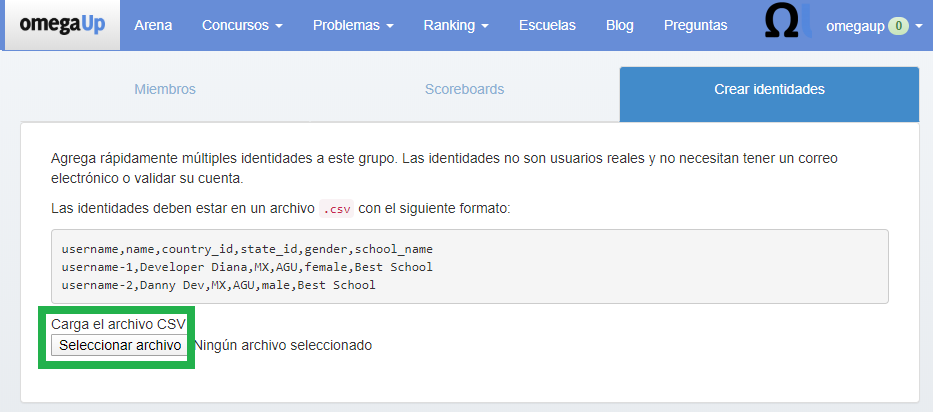 omegaUp Arena Concursos Problemas Ranking Escuelas Blog Preguntas Ω omegaup 0
Miembros Scoreboards Crear identidades
Agrega rápidamente múltiples identidades a este grupo. Las identidades no son usuarios reales y no necesitan tener un correo
electrónico o validar su cuenta.
Las identidades deben estar en un archivo .csv con el siguiente formato:
username,name,country_id,state_id,gender,school_name
username-1,Developer Diana,MX,AGU,female,Best School
username-2,Danny Dev,MX,AGU,male,Best School
Carga el archivo CSV
Seleccionar archivo Ningún archivo seleccionado